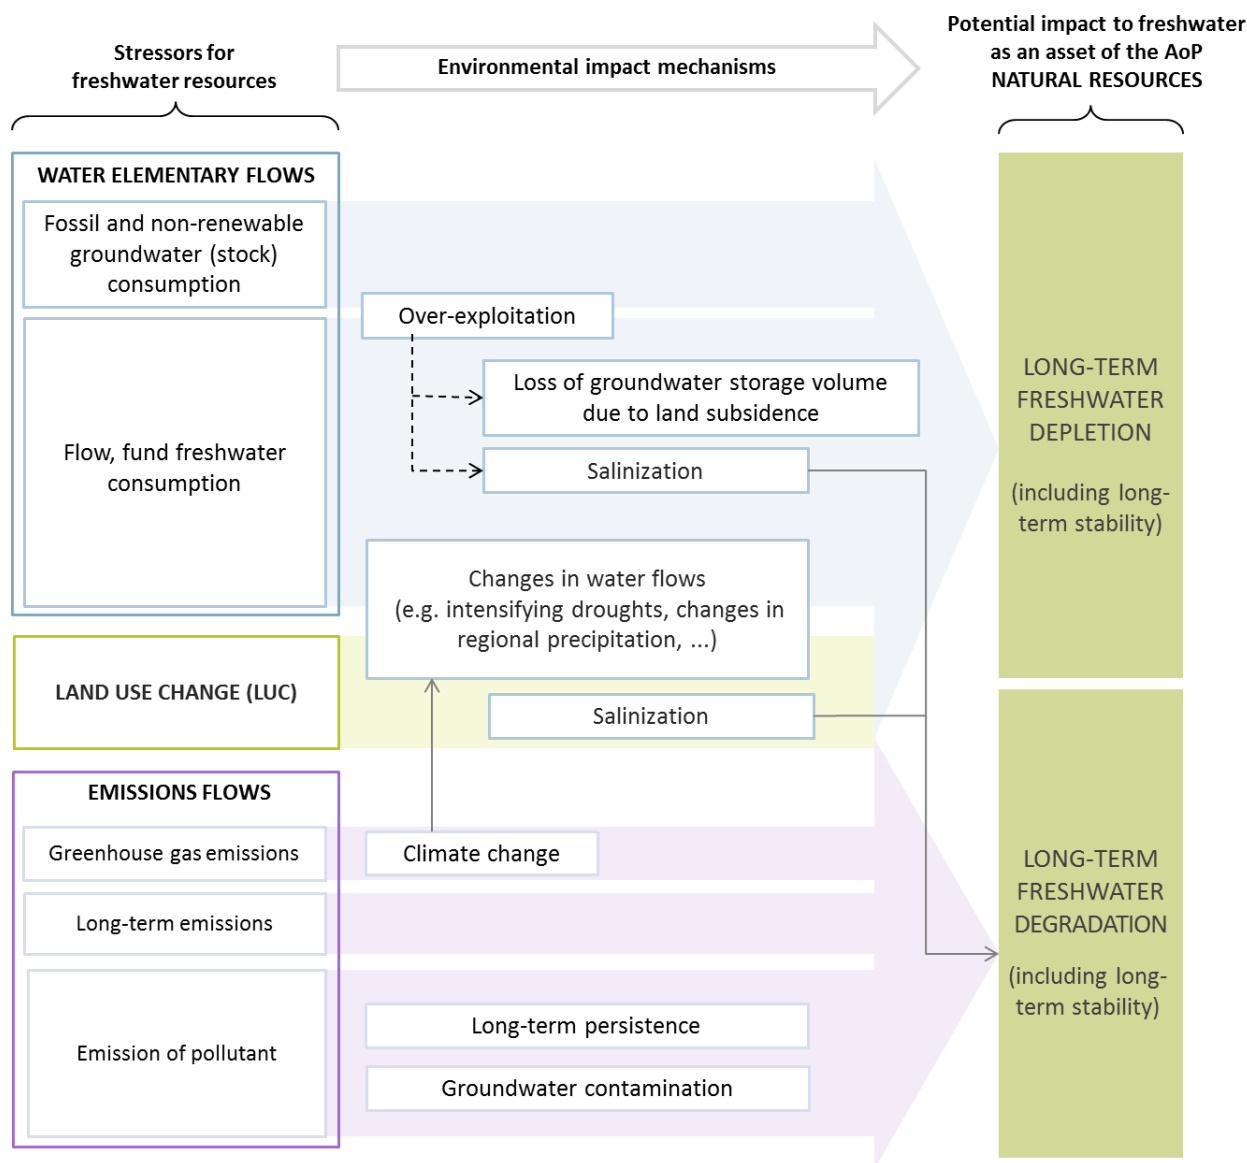 Stressors for
freshwater resources
Environmental impact mechanisms
Potential impact to freshwater
as an asset of the AoP
NATURAL RESOURCES
WATER ELEMENTARY FLOWS
Fossil and non-renewable
groundwater (stock)
consumption
Over-exploitation
Loss of groundwater storage volume
due to land subsidence
Flow, fund freshwater
consumption
Salinization
Changes in water flows
(e.g. intensifying droughts, changes in
regional precipitation, ...)
LAND USE CHANGE (LUC)
Salinization
EMISSIONS FLOWS
Greenhouse gas emissions
Climate change
Long-term emissions
Emission of pollutant
Long-term persistence
Groundwater contamination
LONG-TERM
FRESHWATER
DEPLETION
(including long-
term stability)
LONG-TERM
FRESHWATER
DEGRADATION
(including long-
term stability)